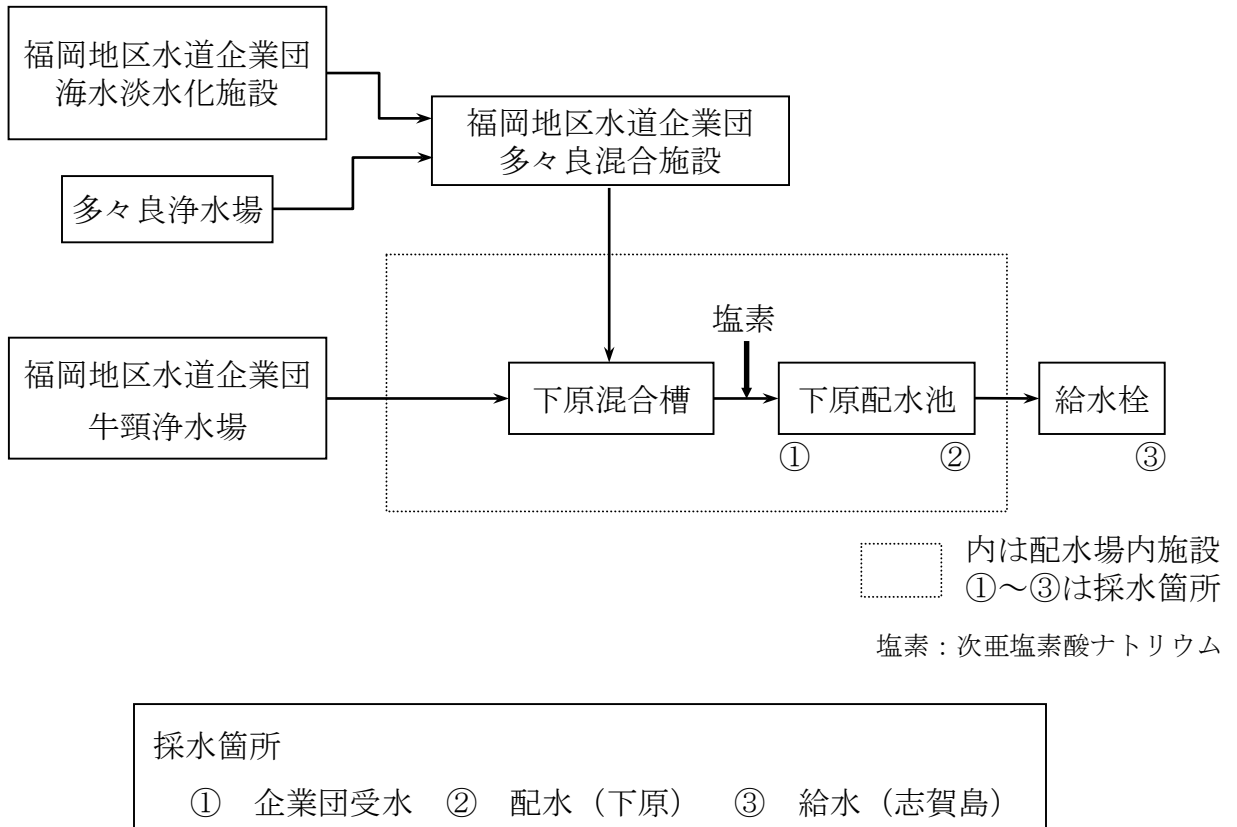 福岡地区水道企業団
海水淡水化施設
福岡地区水道企業団
多々良混合施設
多々良浄水場
塩素
福岡地区水道企業団
牛頸浄水場
下原混合槽
下原配水池
給水栓
①
②
③
内は配水場内施設
①～③は採水箇所
塩素：次亜塩素酸ナトリウム
採水箇所
① 企業団受水 ② 配水（下原） ③ 給水（志賀島）